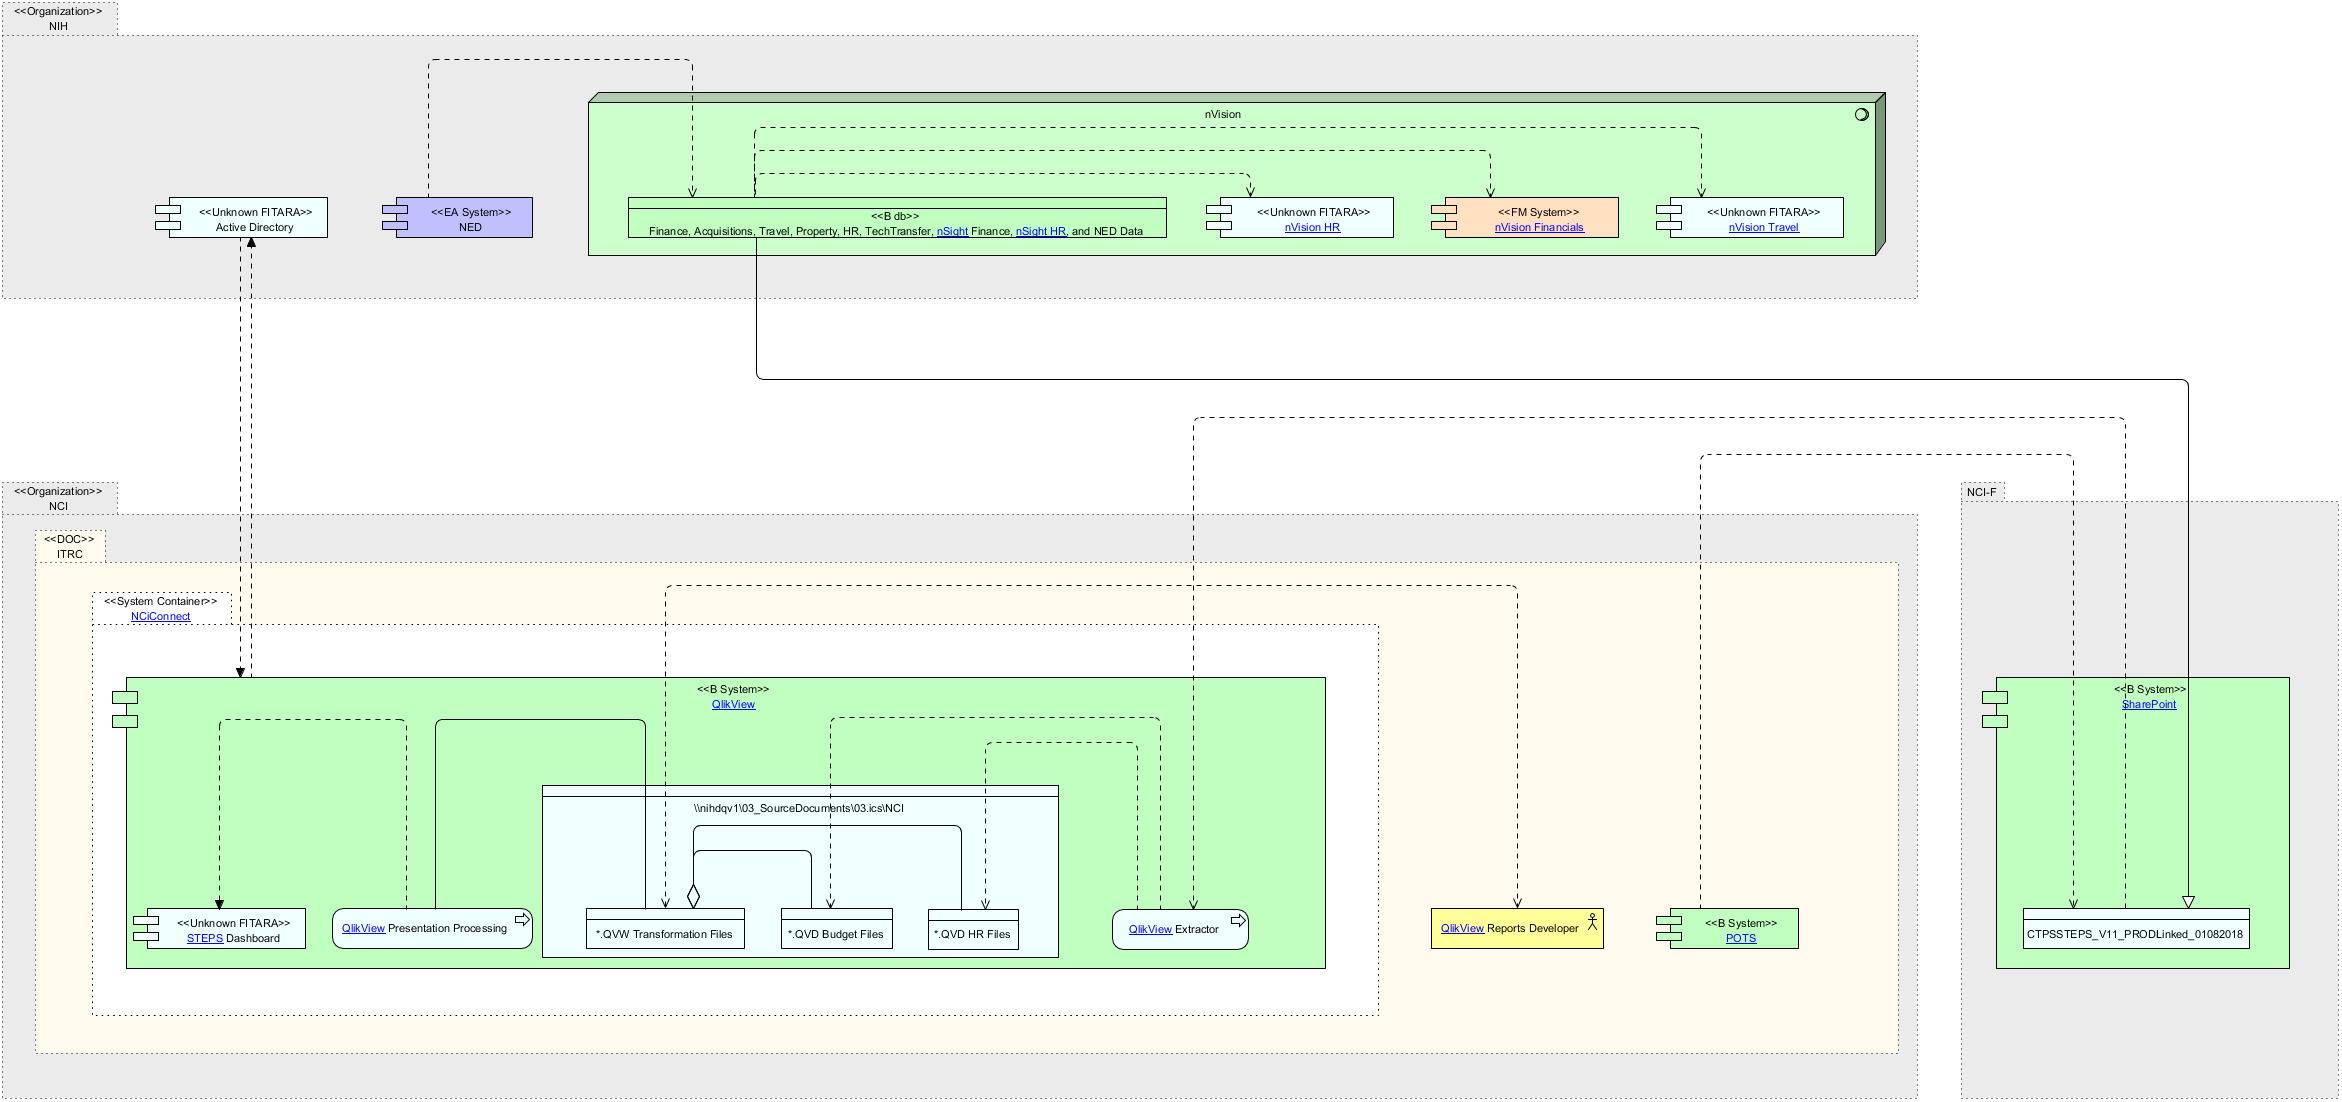 <<Organization>>
NIH
nVision
<<Unknown FITARA>>
Active Directory
<<EA System>>
NED
<<B db>>
Finance, Acquisitions, Travel, Property, HR, TechTransfer, nSight Finance, nSight HR, and NED Data
<<Unknown FITARA>>
nVision HR
<<FM System>>
nVision Financials
<<Unknown FITARA>>
nVision Travel
<<Organization>>
NCI
NCI-F
<<DOC>>
ITRC
<<System Container>>
NCiConnect
<<B System>>
QlikView
<<B System>>
SharePoint
\\nihdqv1\03_SourceDocuments\03.ics\NCI
<<Unknown FITARA>>
STEPS Dashboard
QlikView Presentation Processing
*.QVW Transformation Files
*.QVD Budget Files
*.QVD HR Files
QlikView Extractor
QlikView Reports Developer
<<B System>>
POTS
CTPSSTEPS_V11_PRODLinked_01082018